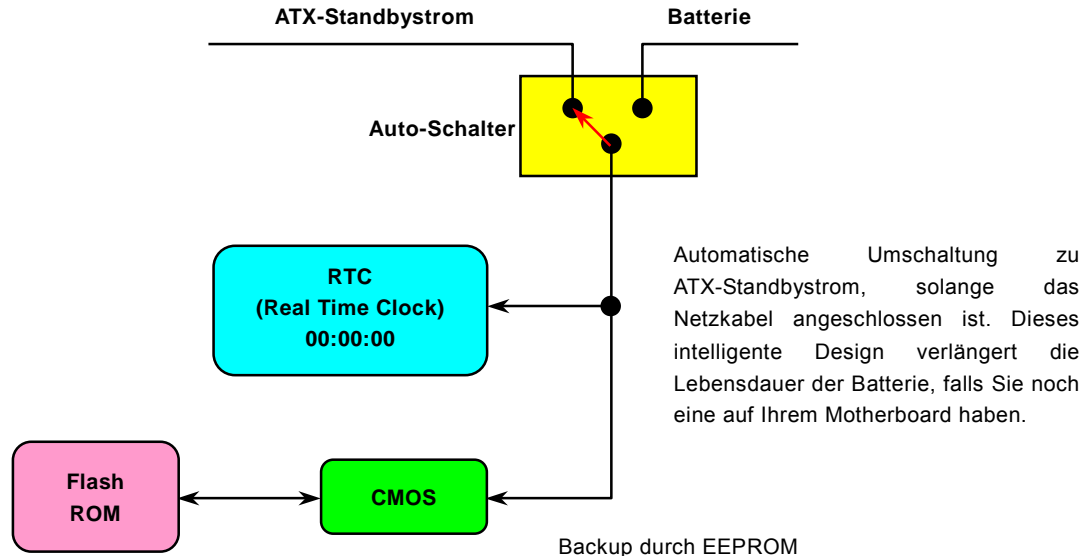 ATX-Standbystrom
Batterie
Auto-Schalter
RTC
(Real Time Clock)
00:00:00
Automatische Umschaltung zu
ATX-Standbystrom, solange das
Netzkabel angeschlossen ist. Dieses
intelligente Design verlängert die
Lebensdauer der Batterie, falls Sie noch
eine auf Ihrem Motherboard haben.
Flash
ROM
CMOS
Backup durch EEPROM